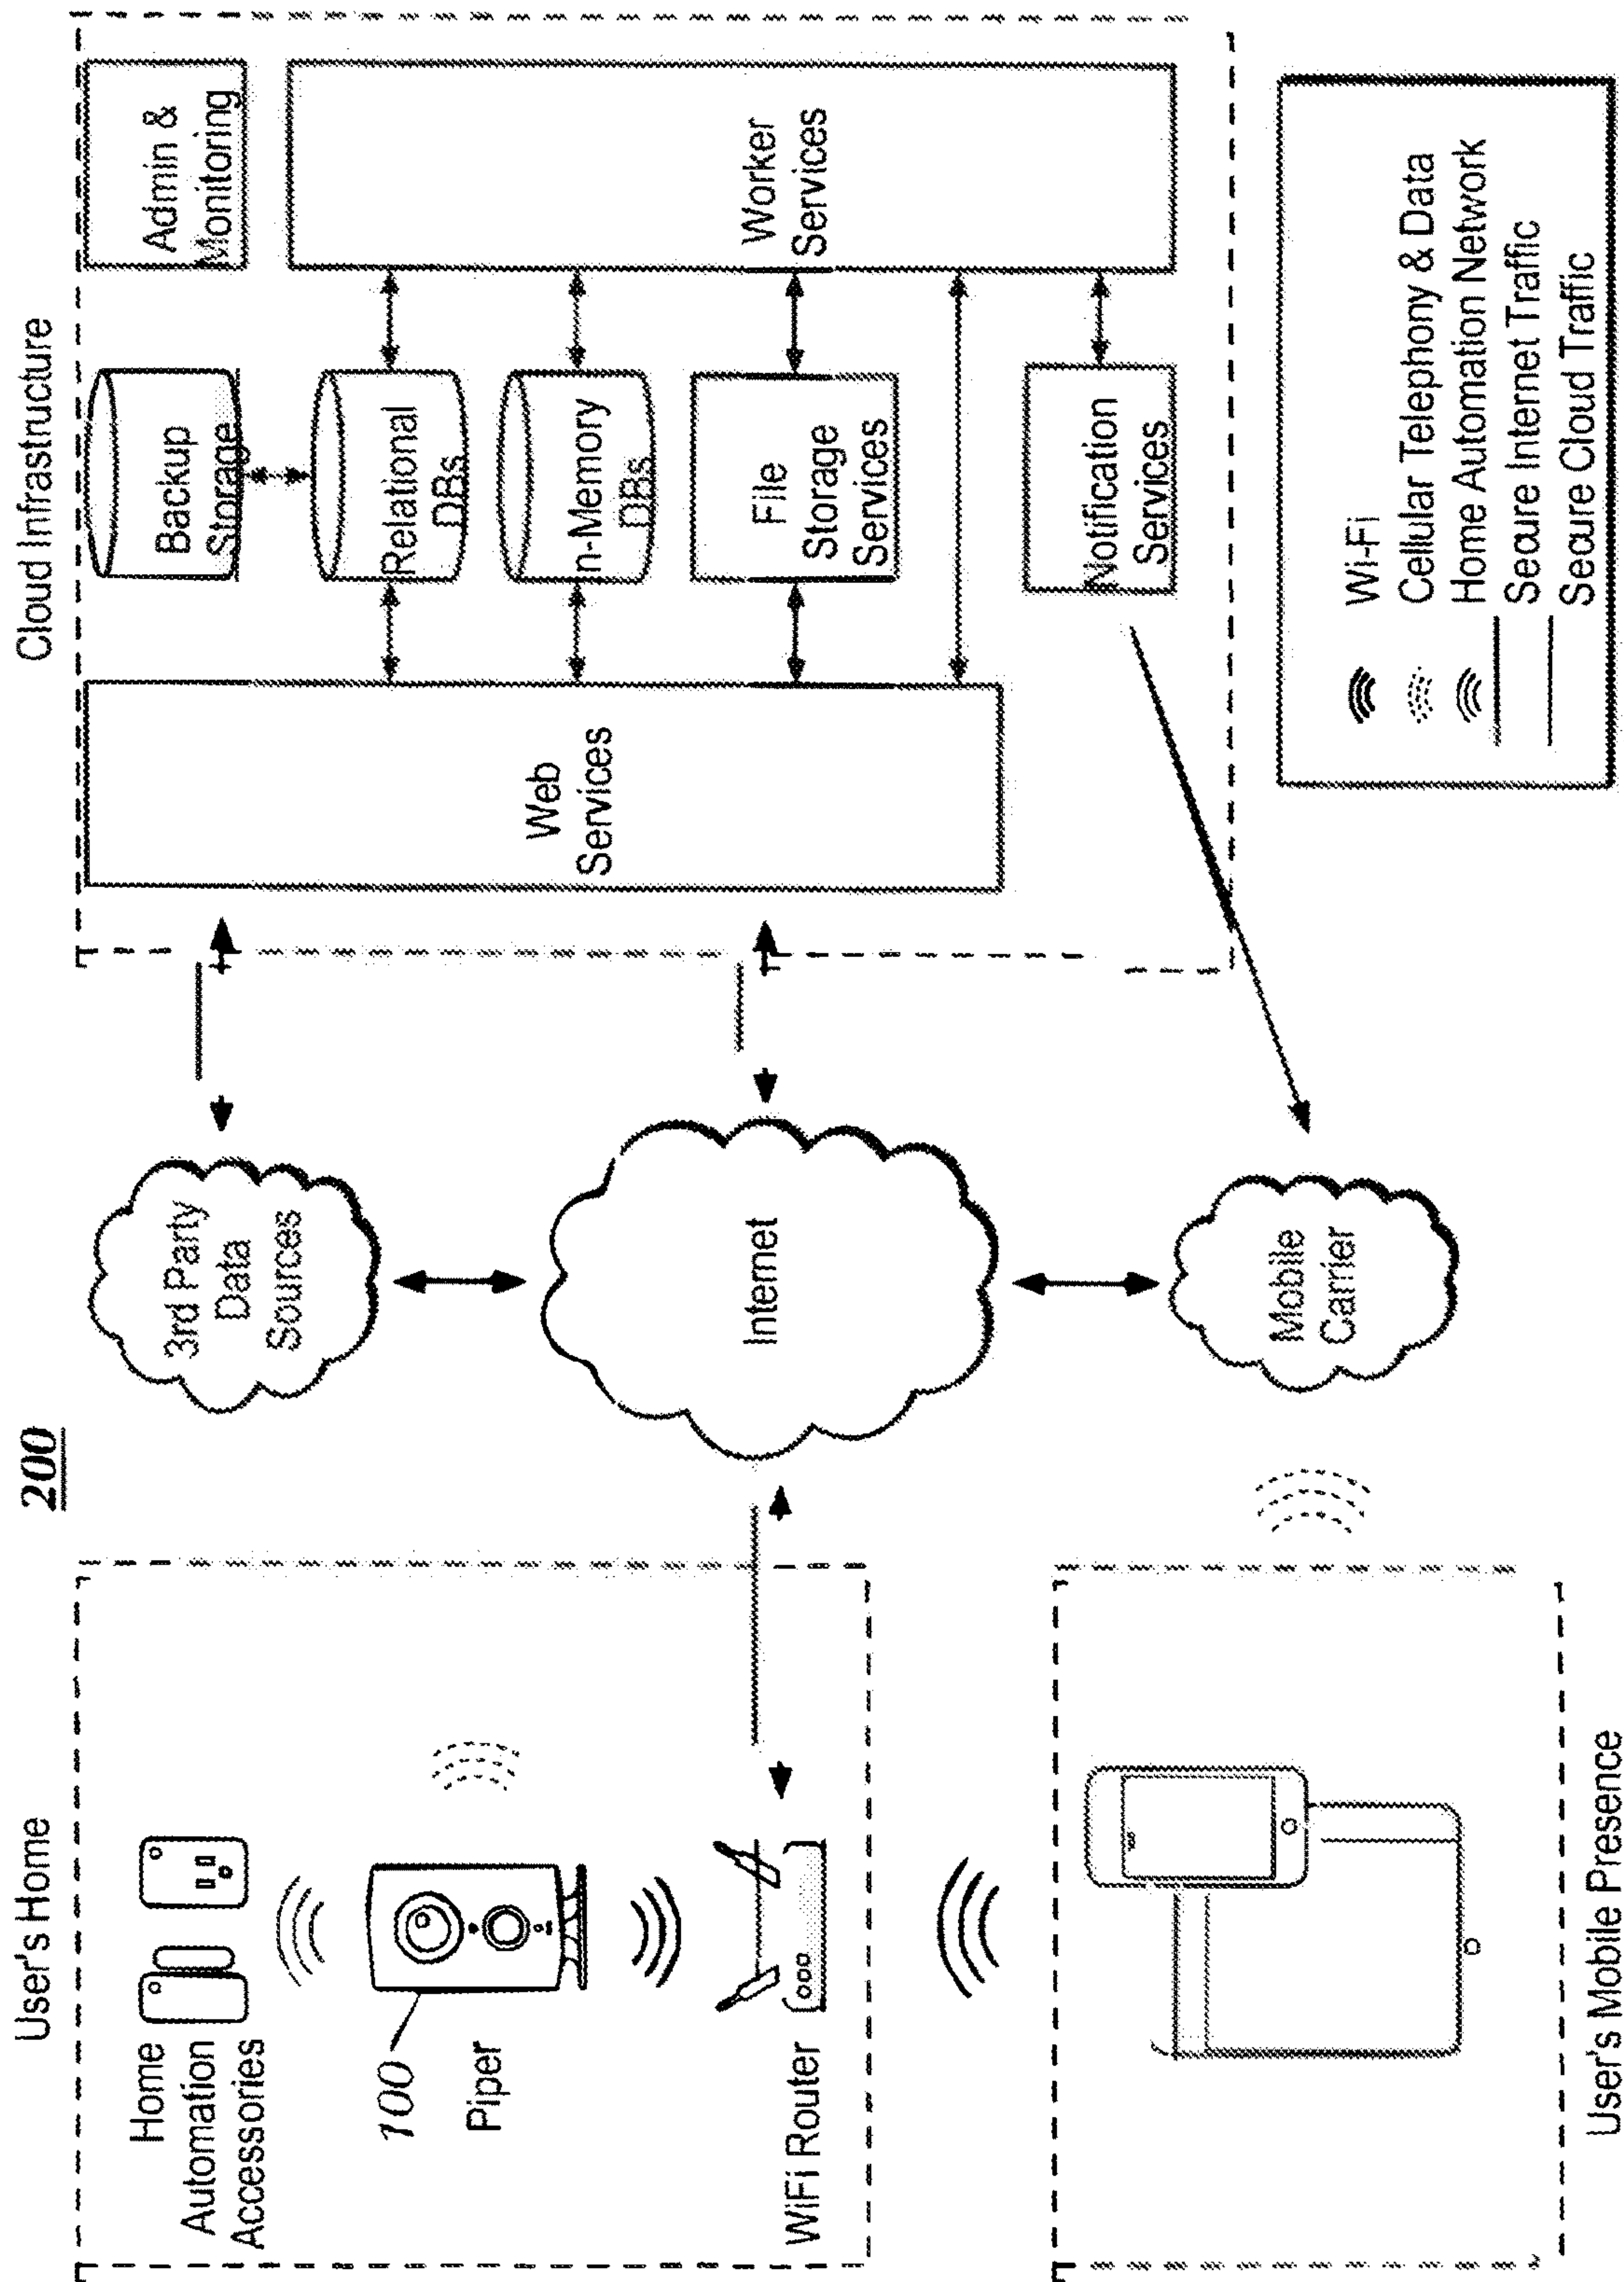 200
User's Home
Home
Automation
Accessories
100
Piper
WiFi Router
User's Mobile Presence
3rd Party
Data
Sources
Internet
Mobile
Carrier
Cloud Infrastructure
Web
Services
Backup
Storage
Relational
DBs
n-Memory
DBs
File
Storage
Services
Notification
Services
Admin &
Monitoring
Worker
Services
Wi-Fi
Cellular Telephony & Data
Home Automation Network
Secure Internet Traffic
Secure Cloud Traffic